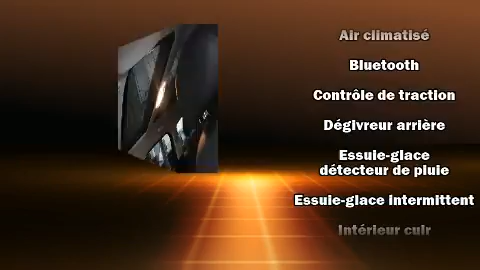 Air climatisé
Bluetooth
Contrôle de traction
Dégivreur arrière
Essuie-glace
détecteur de pluie
Essuie-glace intermittent
Intérieur cuir